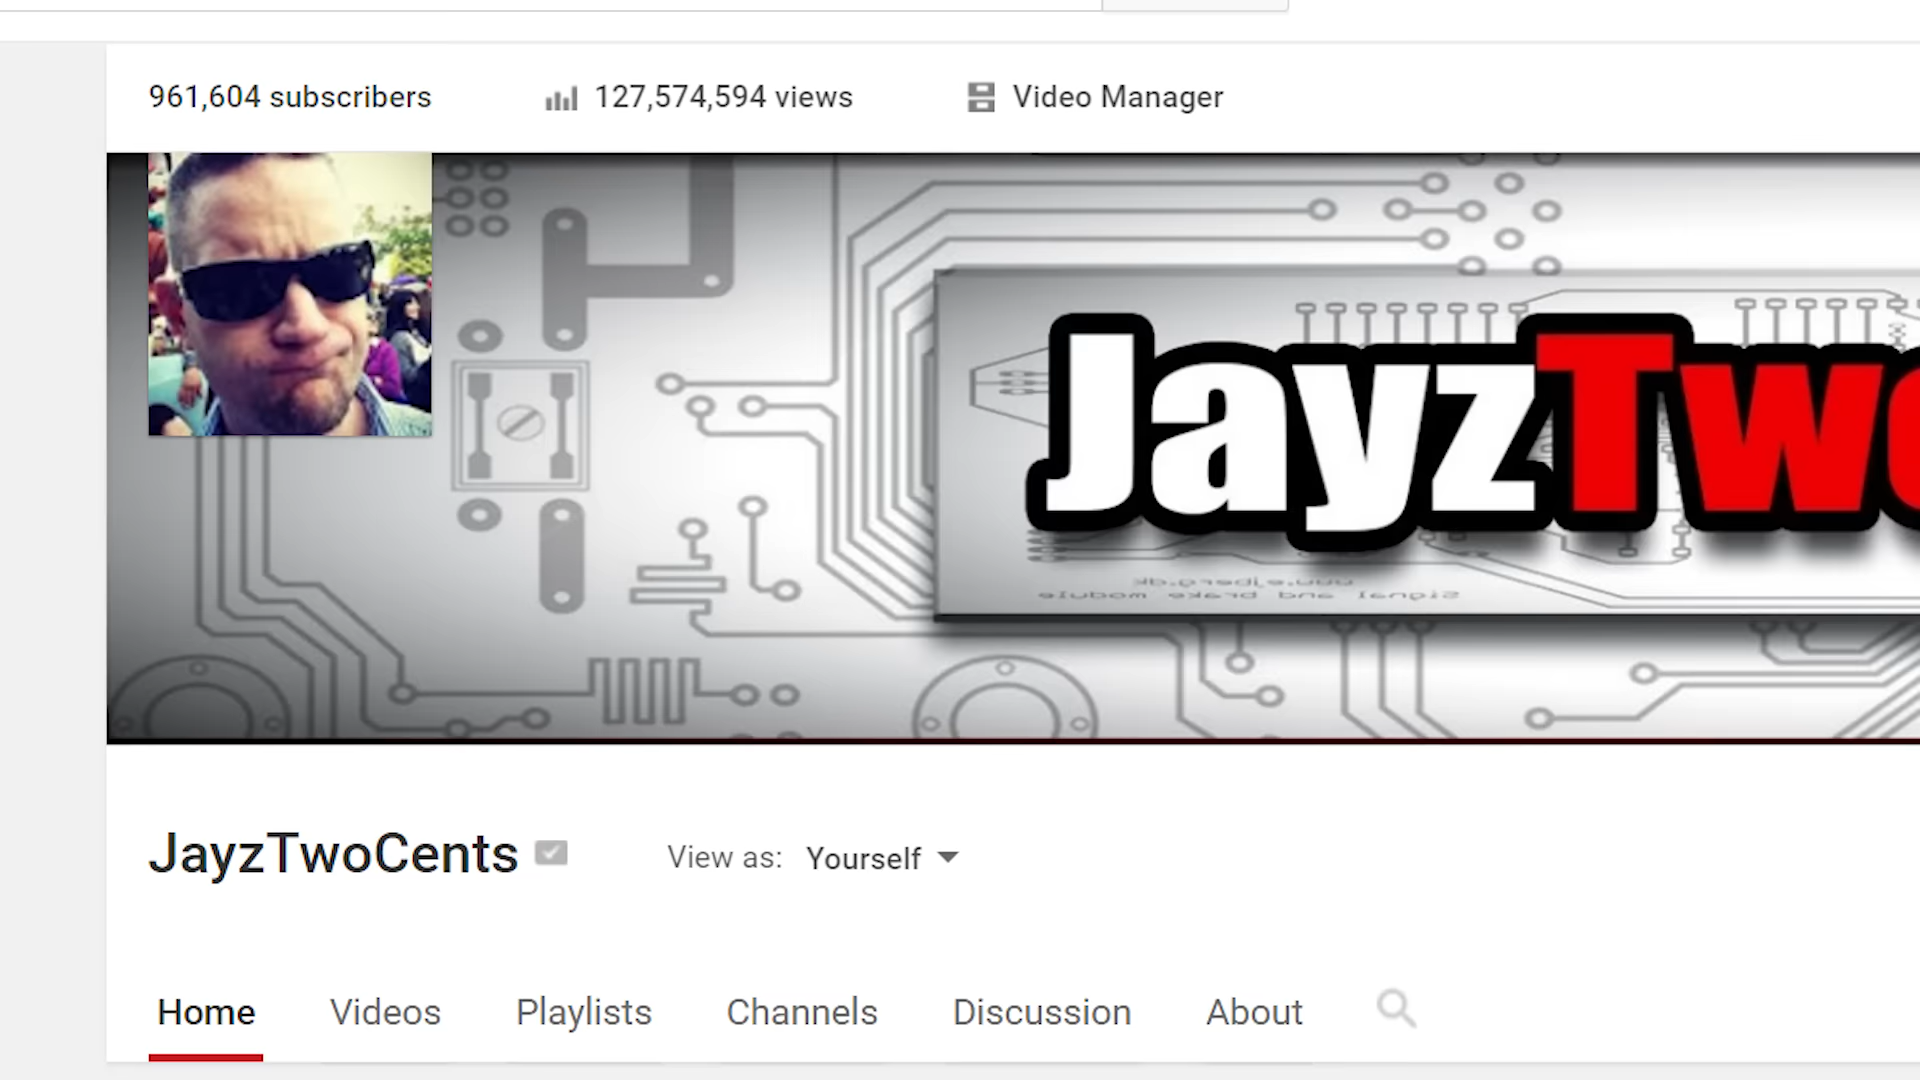 961,604 subscribers 127,574,594 views Video Manager
JayzTwo
JayzTwoCents View as: Yourself
Home Videos Playlists Channels Discussion About